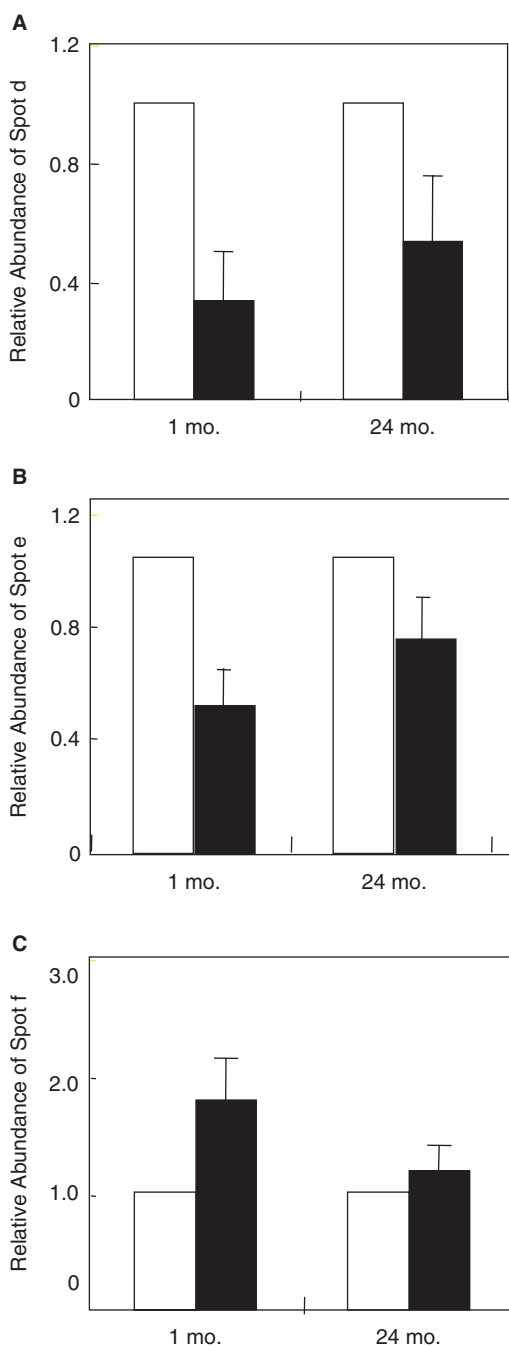 A
Relative Abundance of Spot d
1.2
0.8
0.4
0
1 mo. 24 mo.
B
Relative Abundance of Spot e
1.2
0.8
0.4
0
1 mo. 24 mo.
C
Relative Abundance of Spot f
3.0
2.0
1.0
0
1 mo. 24 mo.